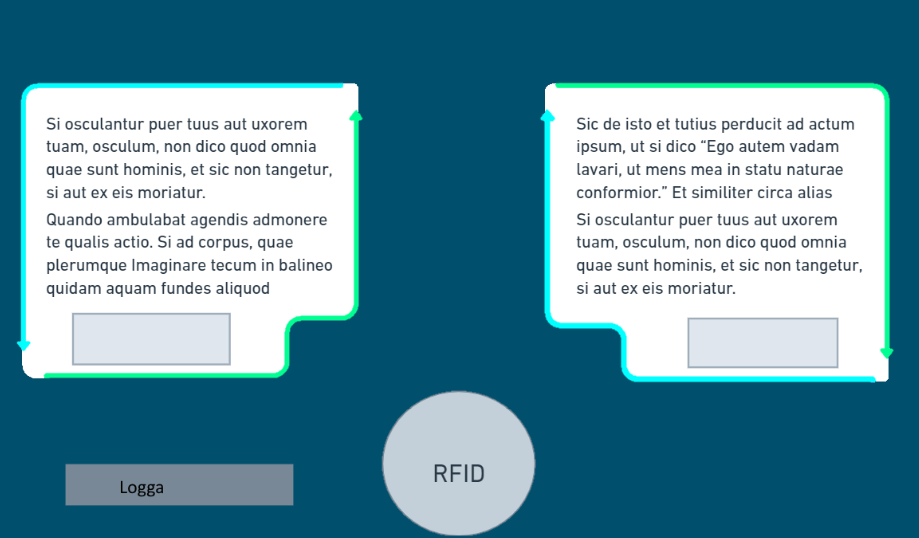 Si osculantur puer tuus aut uxorem
tuam, osculum, non dico quod omnia
quae sunt hominis, et sic non tangetur,
si aut ex eis moriatur.
Quando ambulabat agendis admonere
te qualis actio. Si ad corpus, quae
plerumque Imaginare tecum in balineo
quidam aquam fundes aliquod
Sic de isto et tutius perducit ad actum
ipsum, ut si dico “Ego autem vadam
lavari, ut mens mea in statu naturae
conformior.” Et similiter circa alias
Si osculantur puer tuus aut uxorem
tuam, osculum, non dico quod omnia
quae sunt hominis, et sic non tangetur,
si aut ex eis moriatur.
RFID
Logga